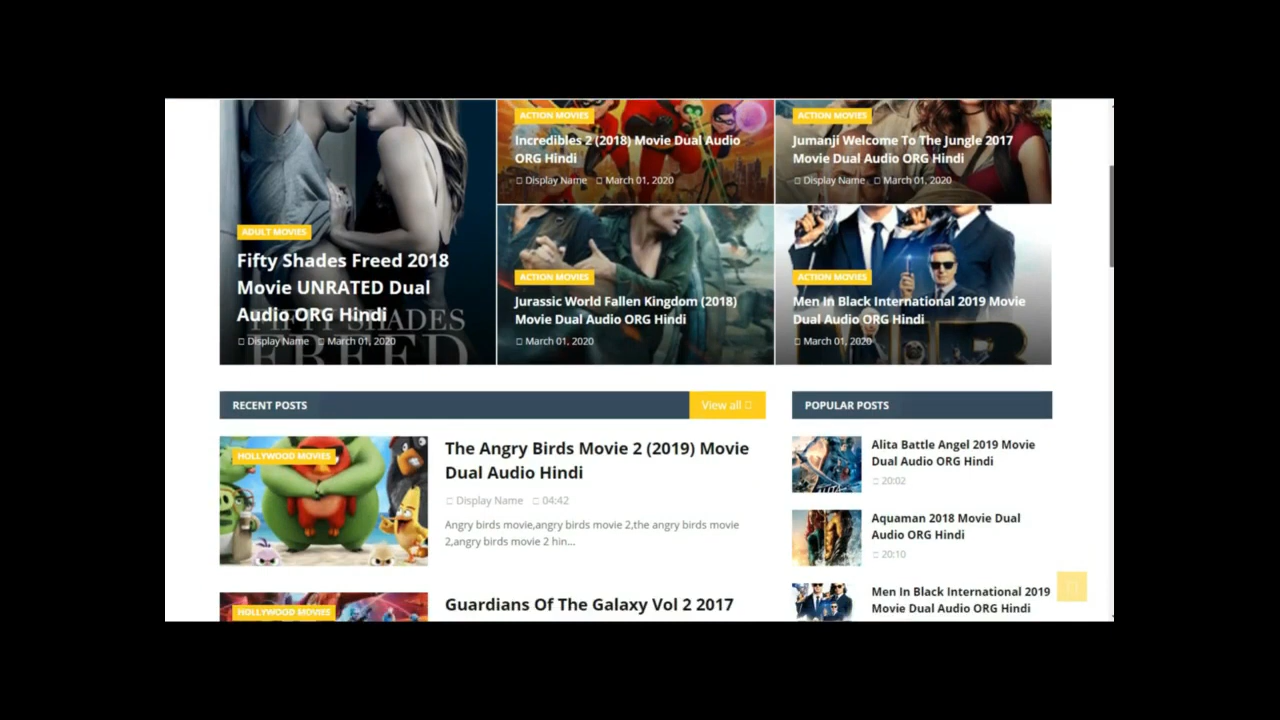 ADULT MOVIES
Fifty Shades Freed 2018
Movie UNRATED Dual
Audio ORG Hindi
FIFTY SHADES
FREED
Display Name March 01, 2020
ACTION MOVIES
Incredibles 2 (2018) Movie Dual Audio
ORG Hindi
Display Name March 01, 2020
ACTION MOVIES
Jumanji Welcome To The Jungle 2017
Movie Dual Audio ORG Hindi
Display Name March 01, 2020
ACTION MOVIES
Jurassic World Fallen Kingdom (2018)
Movie Dual Audio ORG Hindi
March 01, 2020
ACTION MOVIES
Men In Black International 2019 Movie
Dual Audio ORG Hindi
March 01, 2020
RECENT POSTS
View all
HOLLYWOOD MOVIES
The Angry Birds Movie 2 (2019) Movie
Dual Audio Hindi
Display Name 04:42
Angry birds movie,angry birds movie 2,the angry birds movie
2,angry birds movie 2 hin...
HOLLYWOOD MOVIES
Guardians Of The Galaxy Vol 2 2017
POPULAR POSTS
Alita Battle Angel 2019 Movie
Dual Audio ORG Hindi
20:02
Aquaman 2018 Movie Dual
Audio ORG Hindi
20:10
Men In Black International 2019
Movie Dual Audio ORG Hindi